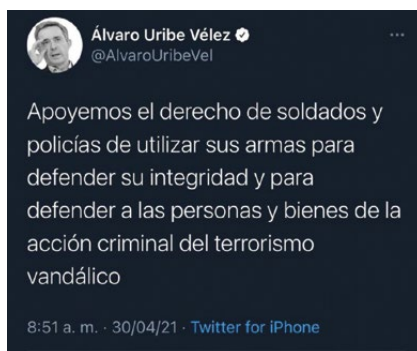 Álvaro Uribe Vélez
@AlvaroUribeVel
Apoyemos el derecho de soldados y
policías de utilizar sus armas para
defender su integridad y para
defender a las personas y bienes de la
acción criminal del terrorismo
vandálico
8:51 a. m. · 30/04/21 · Twitter for iPhone